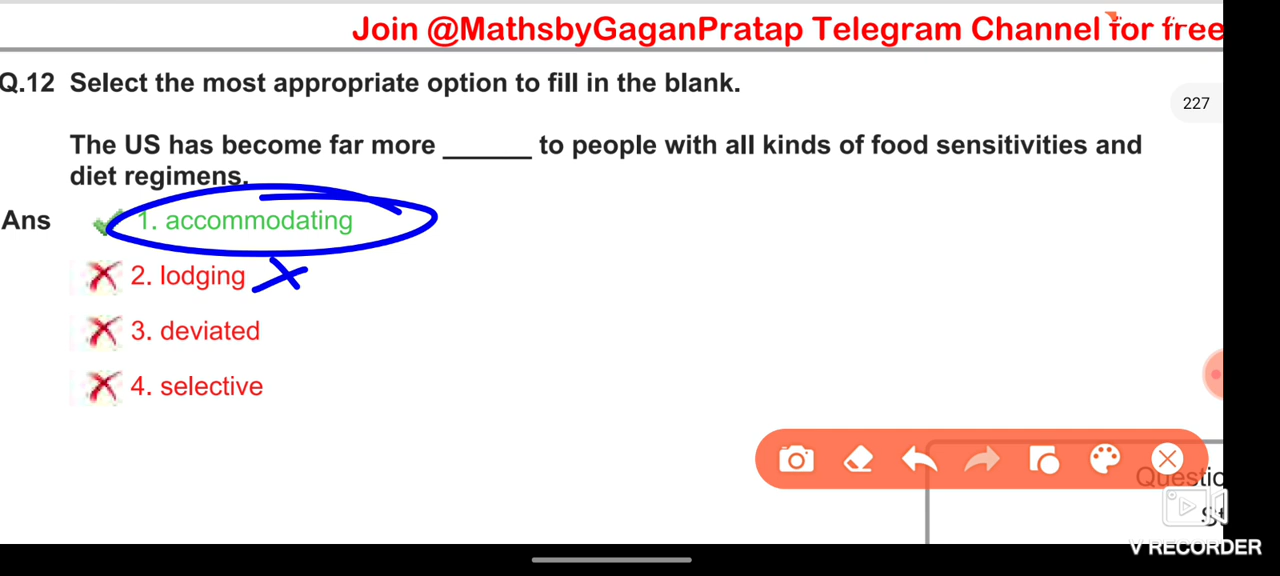 Join @MathsbyGaganPratap Telegram Channel for free
Q.12 Select the most appropriate option to fill in the blank.
227
The US has become far more ______ to people with all kinds of food sensitivities and
diet regimens.
Ans 1. accommodating
2. lodging
3. deviated
4. selective
V RECORDER